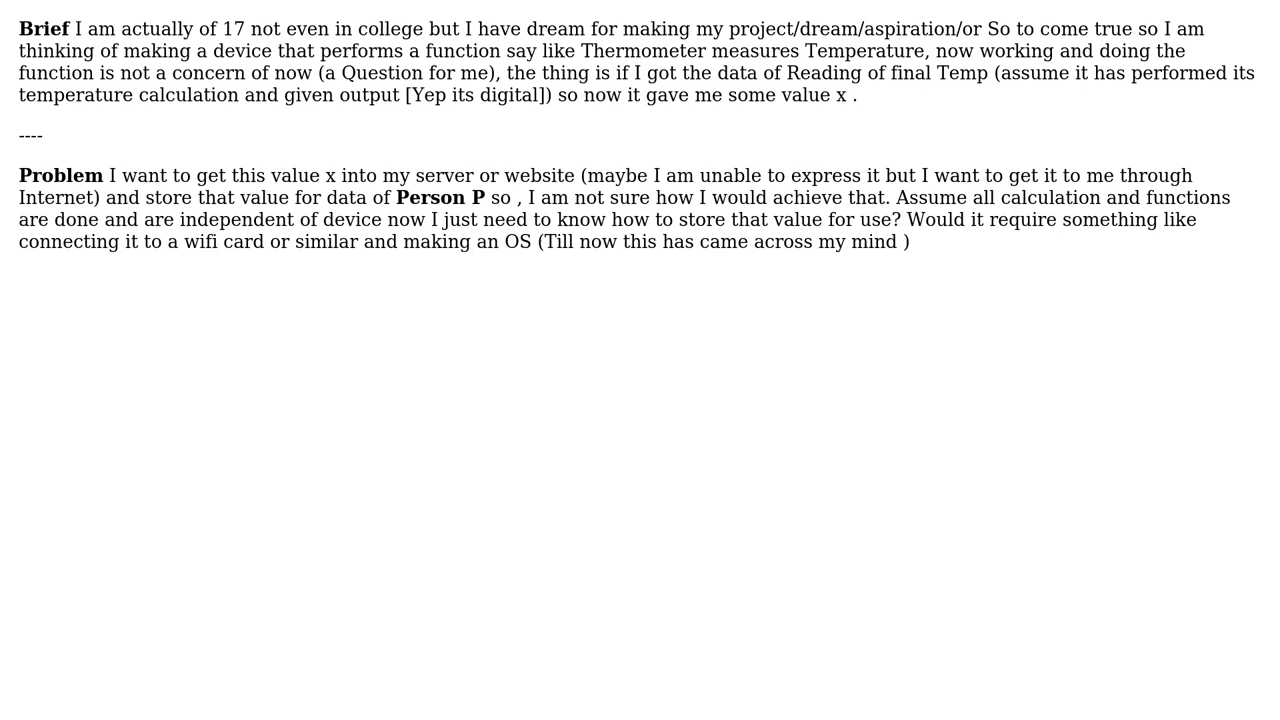 Brief I am actually of 17 not even in college but I have dream for making my project/dream/aspiration/or So to come true so I am
thinking of making a device that performs a function say like Thermometer measures Temperature, now working and doing the
function is not a concern of now (a Question for me), the thing is if I got the data of Reading of final Temp (assume it has performed its
temperature calculation and given output [Yep its digital]) so now it gave me some value x .
----
Problem I want to get this value x into my server or website (maybe I am unable to express it but I want to get it to me through
Internet) and store that value for data of Person P so , I am not sure how I would achieve that. Assume all calculation and functions
are done and are independent of device now I just need to know how to store that value for use? Would it require something like
connecting it to a wifi card or similar and making an OS (Till now this has came across my mind )